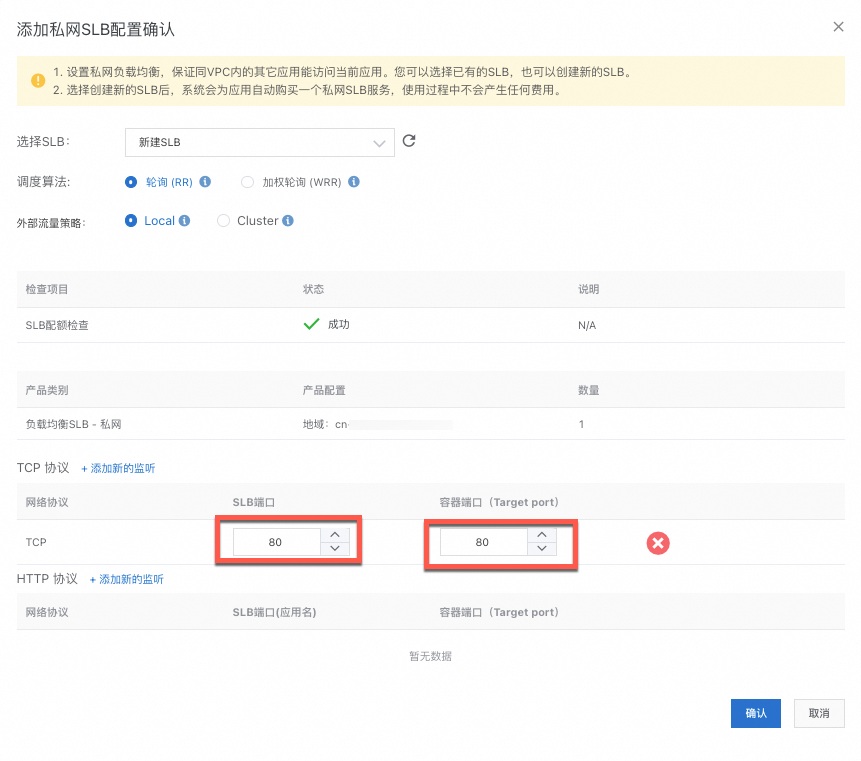 添加私网SLB配置确认
1. 设置私网负载均衡，保证同VPC内的其它应用能访问当前应用。您可以选择已有的SLB，也可以创建新的SLB。
2. 选择创建新的SLB后，系统会为应用自动购买一个私网SLB服务，使用过程中不会产生任何费用。
选择SLB： 新建SLB
调度算法: 轮询 (RR) 加权轮询 (WRR)
外部流量策略: Local Cluster
检查项目 状态 说明
SLB配额检查 成功 N/A
产品类别 产品配置 数量
负载均衡SLB - 私网 地域：cn- 1
TCP 协议 + 添加新的监听
网络协议 SLB端口 容器端口（Target port）
TCP 80 80
HTTP 协议 + 添加新的监听
网络协议 SLB端口(应用名) 容器端口（Target port）
暂无数据
确认 取消